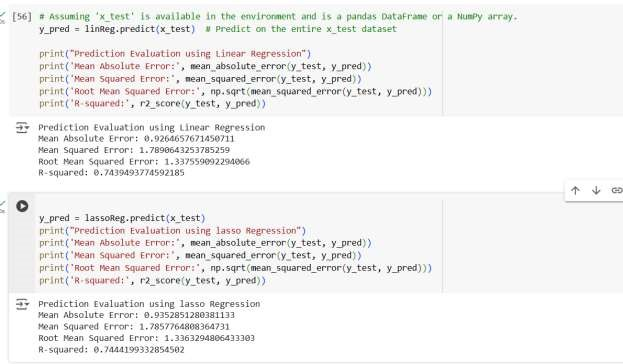 [56] # Assuming 'x_test' is available in the environment and is a pandas DataFrame or a NumPy array.
y_pred = linReg.predict(x_test)  # Predict on the entire x_test dataset
print("Prediction Evaluation using Linear Regression")
print('Mean Absolute Error:', mean_absolute_error(y_test, y_pred))
print('Mean Squared Error:', mean_squared_error(y_test, y_pred))
print('Root Mean Squared Error:', np.sqrt(mean_squared_error(y_test, y_pred)))
print('R-squared:', r2_score(y_test, y_pred))
Prediction Evaluation using Linear Regression
Mean Absolute Error: 0.9264657671450711
Mean Squared Error: 1.7890643253785259
Root Mean Squared Error: 1.337559092294066
R-squared: 0.7439493774592185
y_pred = lassoReg.predict(x_test)
print("Prediction Evaluation using lasso Regression")
print('Mean Absolute Error:', mean_absolute_error(y_test, y_pred))
print('Mean Squared Error:', mean_squared_error(y_test, y_pred))
print('Root Mean Squared Error:', np.sqrt(mean_squared_error(y_test, y_pred)))
print('R-squared:', r2_score(y_test, y_pred))
Prediction Evaluation using lasso Regression
Mean Absolute Error: 0.9352851280381133
Mean Squared Error: 1.7857764808364731
Root Mean Squared Error: 1.3363294806433303
R-squared: 0.7444199332854502